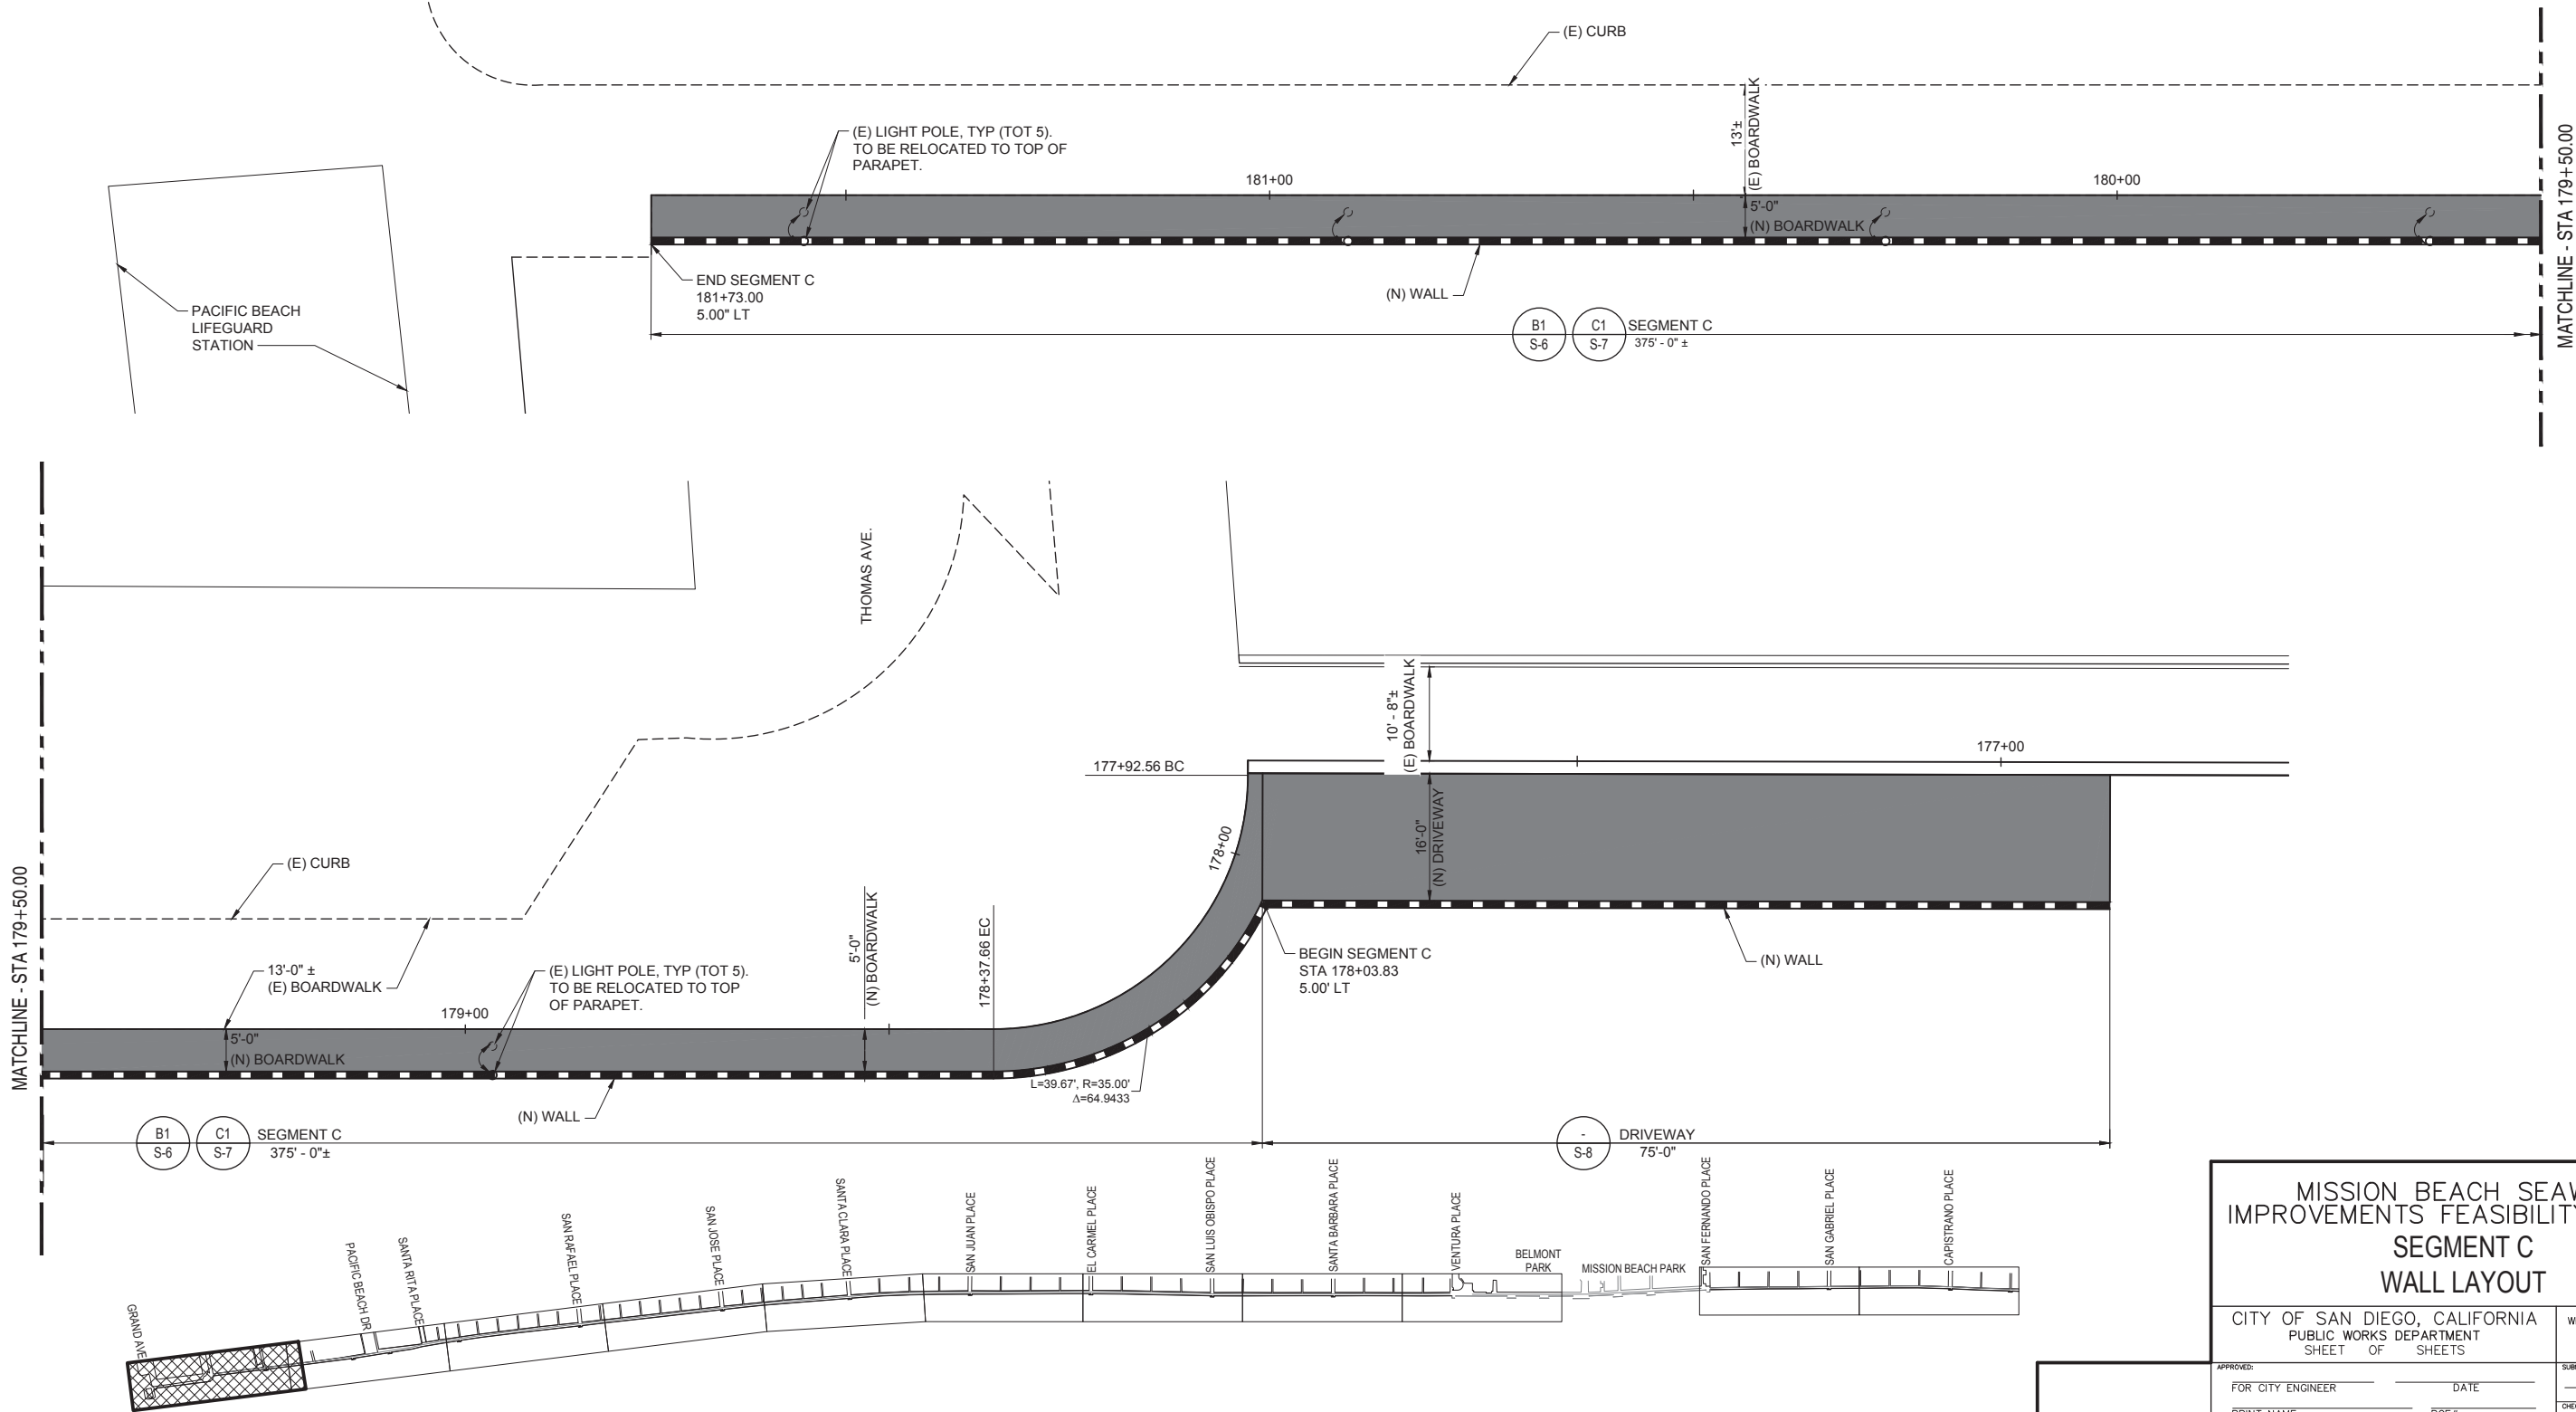 (E) CURB
13'±
(E) BOARDWALK
(E) LIGHT POLE, TYP (TOT 5).
TO BE RELOCATED TO TOP OF
PARAPET.
181+00
180+00
5'-0"
(N) BOARDWALK
MATCHLINE - STA 179+50.00
END SEGMENT C
181+73.00
5.00" LT
(N) WALL
PACIFIC BEACH
LIFEGUARD
STATION
B1
S-6
C1
S-7
SEGMENT C
375' - 0" ±
THOMAS AVE.
10' - 8"±
(E) BOARDWALK
177+92.56 BC
177+00
178+00
16'-0"
(N) DRIVEWAY
MATCHLINE - STA 179+50.00
(E) CURB
13'-0" ±
(E) BOARDWALK
(E) LIGHT POLE, TYP (TOT 5).
TO BE RELOCATED TO TOP
OF PARAPET.
179+00
5'-0"
(N) BOARDWALK
178+37.66 EC
BEGIN SEGMENT C
STA 178+03.83
5.00' LT
(N) WALL
5'-0"
(N) BOARDWALK
L=39.67', R=35.00'
Δ=64.9433
(N) WALL
B1
S-6
C1
S-7
SEGMENT C
375' - 0"±
-
S-8
DRIVEWAY
75'-0"
GRAND AVE
PACIFIC BEACH DR
SANTA RITA PLACE
SAN RAFAEL PLACE
SAN JOSE PLACE
SANTA CLARA PLACE
SAN JUAN PLACE
EL CARMEL PLACE
SAN LUIS OBISPO PLACE
SANTA BARBARA PLACE
VENTURA PLACE
BELMONT
PARK
MISSION BEACH PARK
SAN FERNANDO PLACE
SAN GABRIEL PLACE
CAPISTRANO PLACE
MISSION BEACH SEAW
IMPROVEMENTS FEASIBILITY
SEGMENT C
WALL LAYOUT
CITY OF SAN DIEGO, CALIFORNIA
PUBLIC WORKS DEPARTMENT
SHEET OF SHEETS
APPROVED:
FOR CITY ENGINEER
DATE